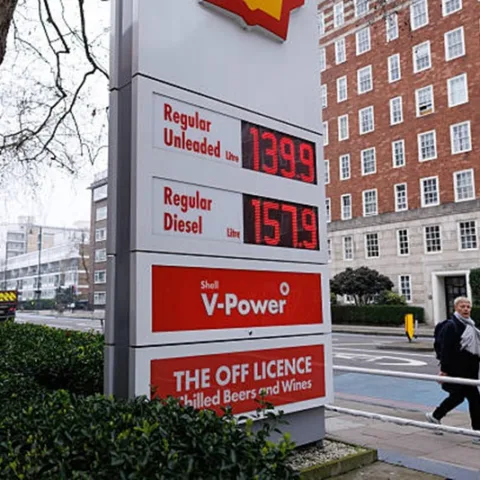 Regular
Unleaded Litre 139.9
Regular
Diesel Litre 157.9
Shell
V-Power
THE OFF LICENCE
Chilled Beers and Wines